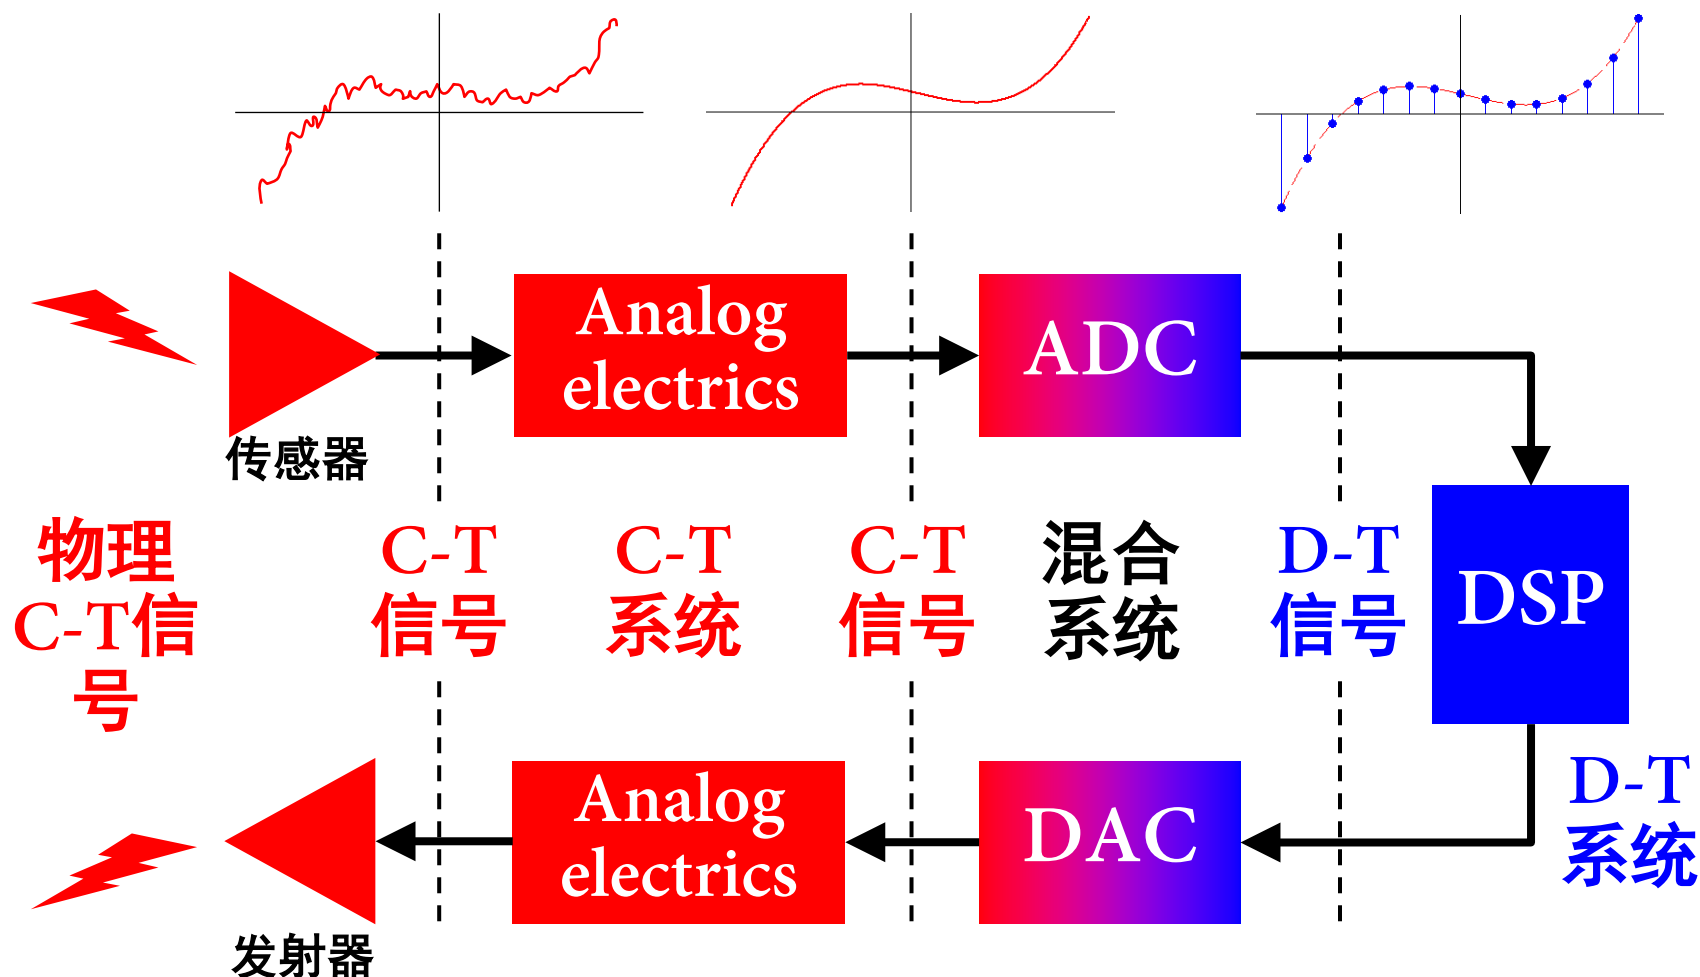 Analog
electrics
ADC
传感器
物理
C-T信
号
C-T
信号
C-T
系统
C-T
信号
混合
系统
D-T
信号
DSP
D-T
系统
Analog
electrics
DAC
发射器